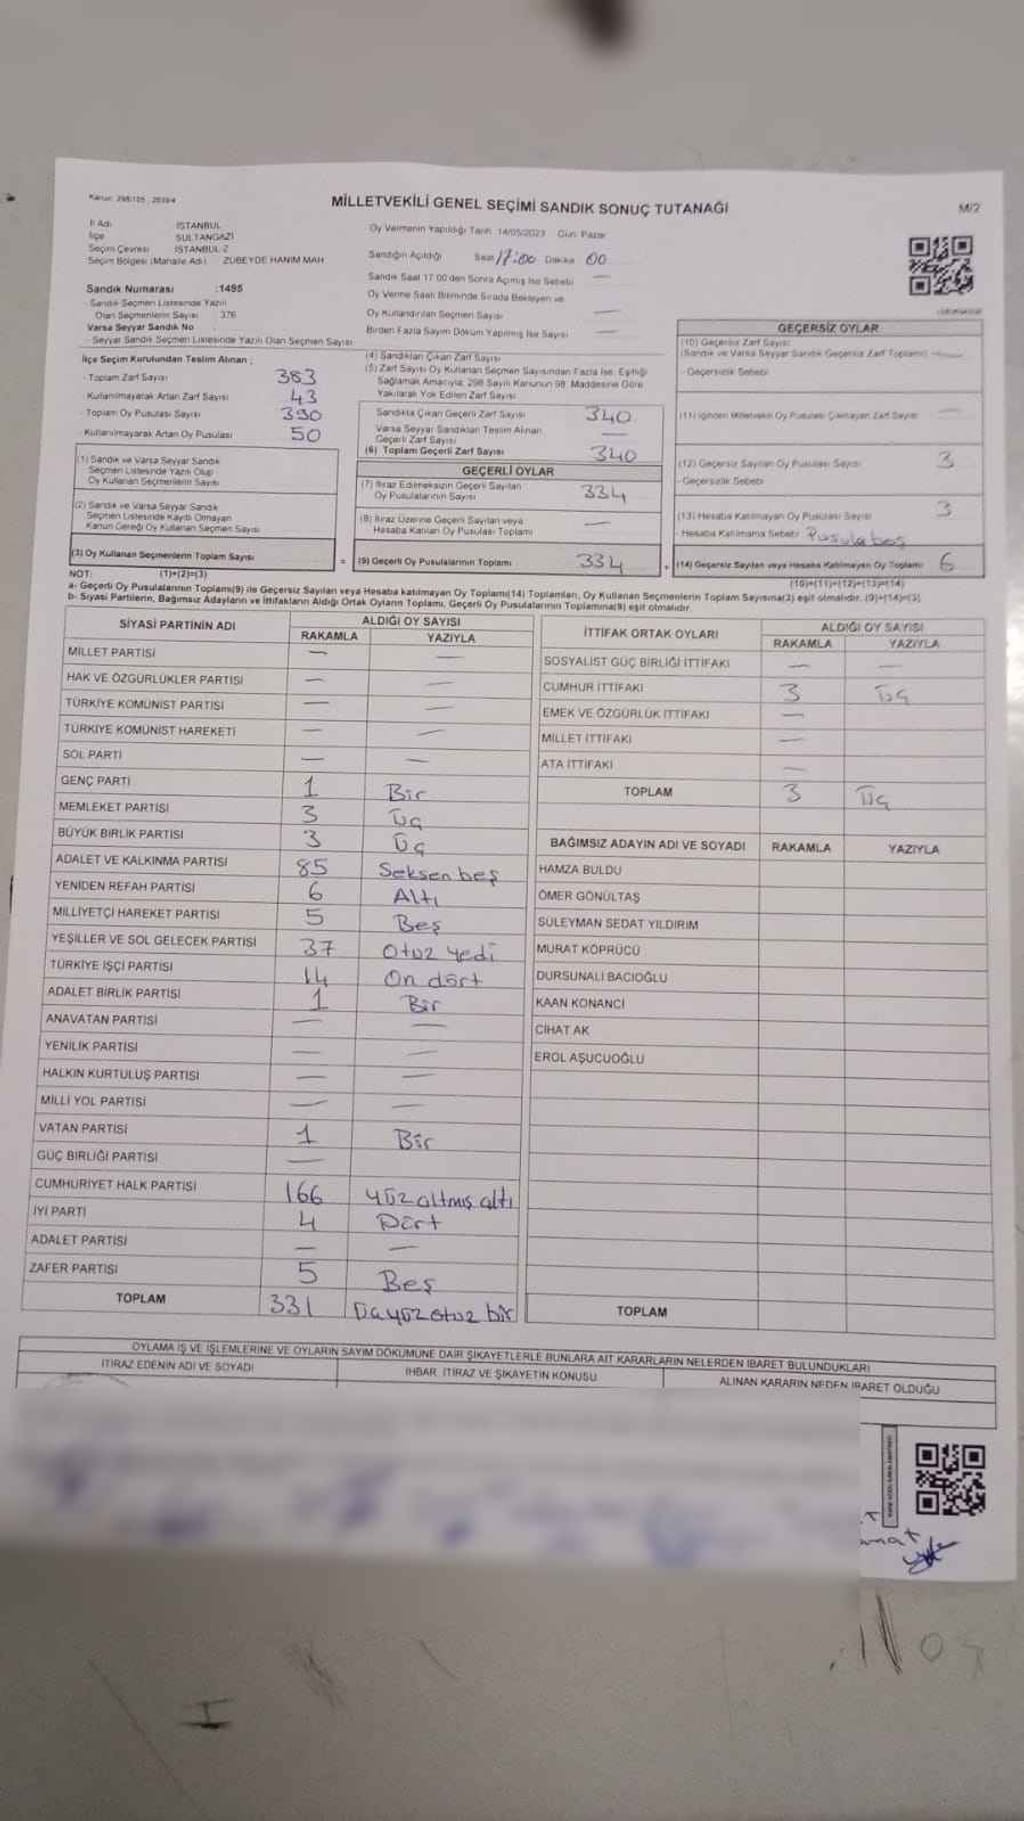 Kanun: 298/105 , 2839/4
MİLLETVEKİLİ GENEL SEÇİMİ SANDIK SONUÇ TUTANAĞI
M/2
İl Adı İSTANBUL
İlçe SULTANGAZİ
Seçim Çevresi İSTANBUL-2
Seçim Bölgesi (Mahalle Adı) ZÜBEYDE HANIM MAH
Oy Vermenin Yapıldığı Tarih 14/05/2023 Gün Pazar
Sandığın Açıldığı Saat 17:00 Dakika 00
Sandık Saat 17:00'den Sonra Açılmış İse Sebebi —
Oy Verme Saati Bitiminde Sırada Bekleyen ve
Oy Kullandırılan Seçmen Sayısı —
Birden Fazla Sayım Döküm Yapılmış İse Sayısı —
Sandık Numarası :1495
- Sandık Seçmen Listesinde Yazılı
Olan Seçmenlerin Sayısı 376
Varsa Seyyar Sandık No
- Seyyar Sandık Seçmen Listesinde Yazılı Olan Seçmen Sayısı
İlçe Seçim Kurulundan Teslim Alınan ;
- Toplam Zarf Sayısı 383
- Kullanılmayarak Artan Zarf Sayısı 43
Toplam Oy Pusulası Sayısı 390
- Kullanılmayarak Artan Oy Pusulası 50
(1) Sandık ve Varsa Seyyar Sandık
Seçmen Listesinde Yazılı Olup
Oy Kullanan Seçmenlerin Sayısı
(2) Sandık ve Varsa Seyyar Sandık
Seçmen Listesinde Kayıtlı Olmayan
Kanun Gereği Oy Kullanan Seçmen Sayısı
(3) Oy Kullanan Seçmenlerin Toplam Sayısı
(1)+(2)=(3)
(4) Sandıktan Çıkan Zarf Sayısı
(5) Zarf Sayısı Oy Kullanan Seçmen Sayısından Fazla İse, Eşitliği
Sağlamak Amacıyla, 298 Sayılı Kanunun 98. Maddesine Göre
Yakılarak Yok Edilen Zarf Sayısı
Sandıkta Çıkan Geçerli Zarf Sayısı 340
Varsa Seyyar Sandıktan Teslim Alınan
Geçerli Zarf Sayısı —
(6) Toplam Geçerli Zarf Sayısı 340
GEÇERLİ OYLAR
(7) İtiraz Edilmeksizin Geçerli Sayılan
Oy Pusulalarının Sayısı 334
(8) İtiraz Üzerine Geçerli Sayılan veya
Hesaba Katılan Oy Pusulası Toplamı —
= (9) Geçerli Oy Pusulalarının Toplamı 334
GEÇERSİZ OYLAR
(10) Geçersiz Zarf Sayısı
(Sandık ve Varsa Seyyar Sandık Geçersiz Zarf Toplamı) —
- Geçersizlik Sebebi
(11) İçinden Milletvekili Oy Pusulası Çıkmayan Zarf Sayısı —
(12) Geçersiz Sayılan Oy Pusulası Sayısı 3
- Geçersizlik Sebebi
(13) Hesaba Katılmayan Oy Pusulası Sayısı 3
- Hesaba Katılmama Sebebi Pusula boş
+ (14) Geçersiz Sayılan veya Hesaba Katılmayan Oy Toplamı 6
(10)+(11)+(12)+(13)=(14)
NOT:
a- Geçerli Oy Pusulalarının Toplamı(9) ile Geçersiz Sayılan veya Hesaba katılmayan Oy Toplamı(14) Toplamları, Oy Kullanan Seçmenlerin Toplam Sayısına(3) eşit olmalıdır. (9)+(14)=(3)
b- Siyasi Partilerin, Bağımsız Adayların ve İttifakların Aldığı Ortak Oyların Toplamı, Geçerli Oy Pusulalarının Toplamına(9) eşit olmalıdır.
SİYASİ PARTİNİN ADI ALDIĞI OY SAYISI
RAKAMLA YAZIYLA
MİLLET PARTİSİ — —
HAK VE ÖZGÜRLÜKLER PARTİSİ — —
TÜRKİYE KOMÜNİST PARTİSİ — —
TÜRKİYE KOMÜNİST HAREKETİ — —
SOL PARTİ — —
GENÇ PARTİ 1 Bir
MEMLEKET PARTİSİ 3 Üç
BÜYÜK BİRLİK PARTİSİ 3 Üç
ADALET VE KALKINMA PARTİSİ 85 Seksen beş
YENİDEN REFAH PARTİSİ 6 Altı
MİLLİYETÇİ HAREKET PARTİSİ 5 Beş
YEŞİLLER VE SOL GELECEK PARTİSİ 37 Otuz yedi
TÜRKİYE İŞÇİ PARTİSİ 14 On dört
ADALET BİRLİK PARTİSİ 1 Bir
ANAVATAN PARTİSİ — —
YENİLİK PARTİSİ — —
HALKIN KURTULUŞ PARTİSİ — —
MİLLİ YOL PARTİSİ — —
VATAN PARTİSİ 1 Bir
GÜÇ BİRLİĞİ PARTİSİ —
CUMHURİYET HALK PARTİSİ 166 yüz altmış altı
İYİ PARTİ 4 Dört
ADALET PARTİSİ — —
ZAFER PARTİSİ 5 Beş
TOPLAM 331 Üçyüz otuz bir
İTTİFAK ORTAK OYLARI ALDIĞI OY SAYISI
RAKAMLA YAZIYLA
SOSYALİST GÜÇ BİRLİĞİ İTTİFAKI — —
CUMHUR İTTİFAKI 3 Üç
EMEK VE ÖZGÜRLÜK İTTİFAKI —
MİLLET İTTİFAKI —
ATA İTTİFAKI —
TOPLAM 3 Üç
BAĞIMSIZ ADAYIN ADI VE SOYADI RAKAMLA YAZIYLA
HAMZA BULDU
ÖMER GÖNÜLTAŞ
SÜLEYMAN SEDAT YILDIRIM
MURAT KÖPRÜCÜ
DURSUNALİ BACIOĞLU
KAAN KONANCI
CİHAT AK
EROL AŞUCUOĞLU
TOPLAM
OYLAMA İŞ VE İŞLEMLERİNE VE OYLARIN SAYIM DÖKÜMÜNE DAİR ŞİKAYETLERLE BUNLARA AİT KARARLARIN NELERDEN İBARET BULUNDUKLARI
İTİRAZ EDENİN ADI VE SOYADI İHBAR, İTİRAZ VE ŞİKAYETİN KONUSU ALINAN KARARIN NEDEN İBARET OLDUĞU